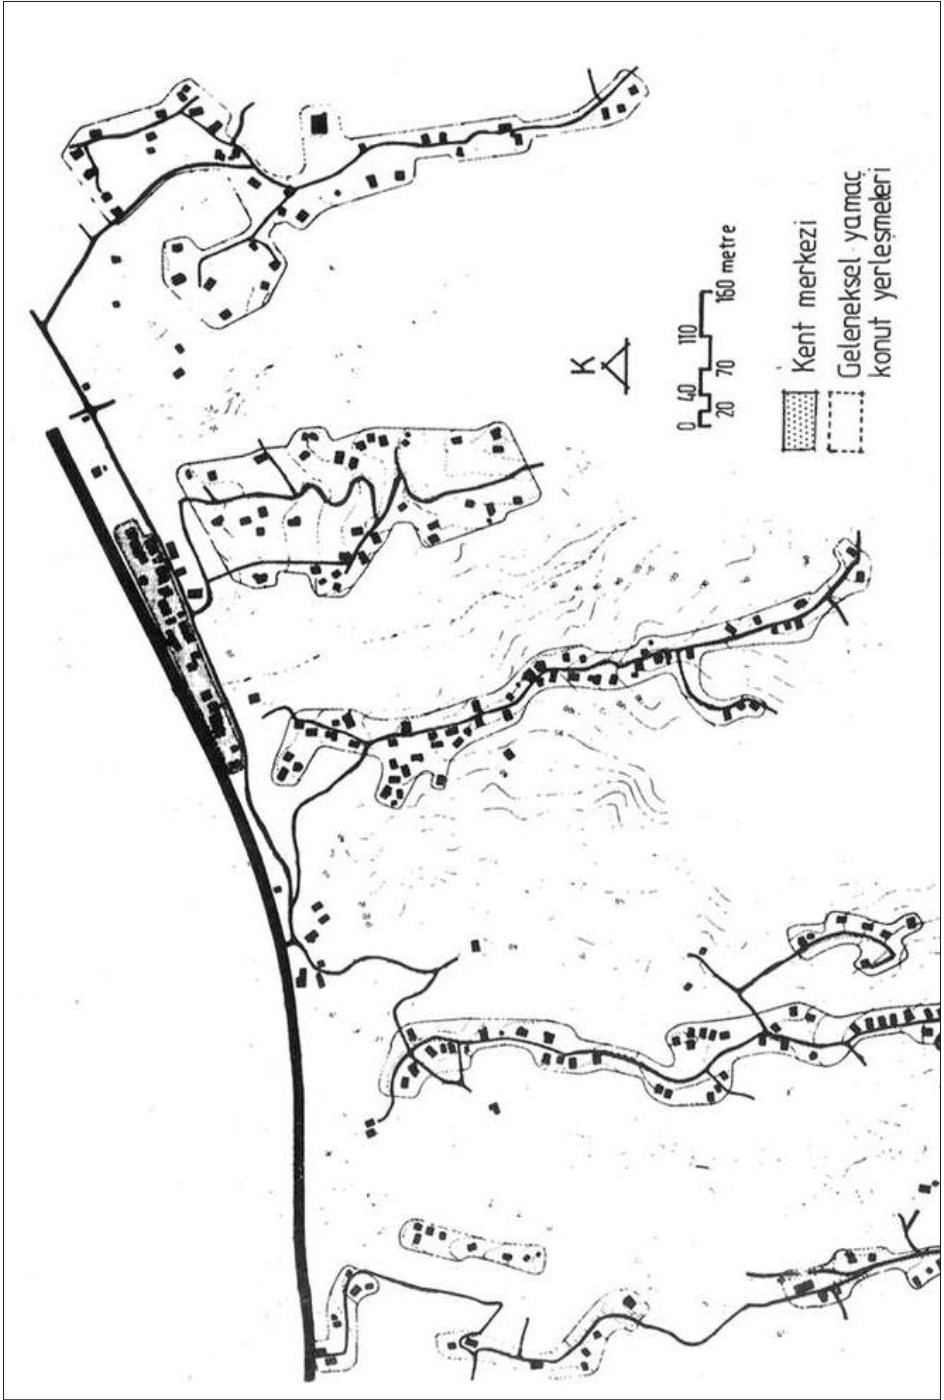 K
0 40 110
20 70 160 metre
Kent merkezi
Geleneksel yamaç
konut yerleşmeleri